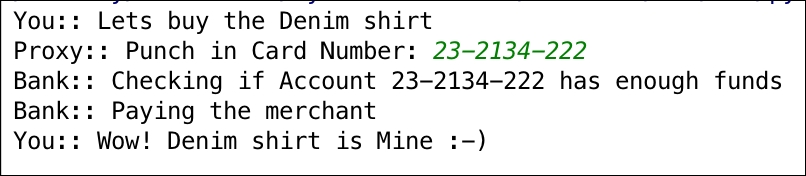 You:: Lets buy the Denim shirt
Proxy:: Punch in Card Number: 23-2134-222
Bank:: Checking if Account 23-2134-222 has enough funds
Bank:: Paying the merchant
You:: Wow! Denim shirt is Mine :-)